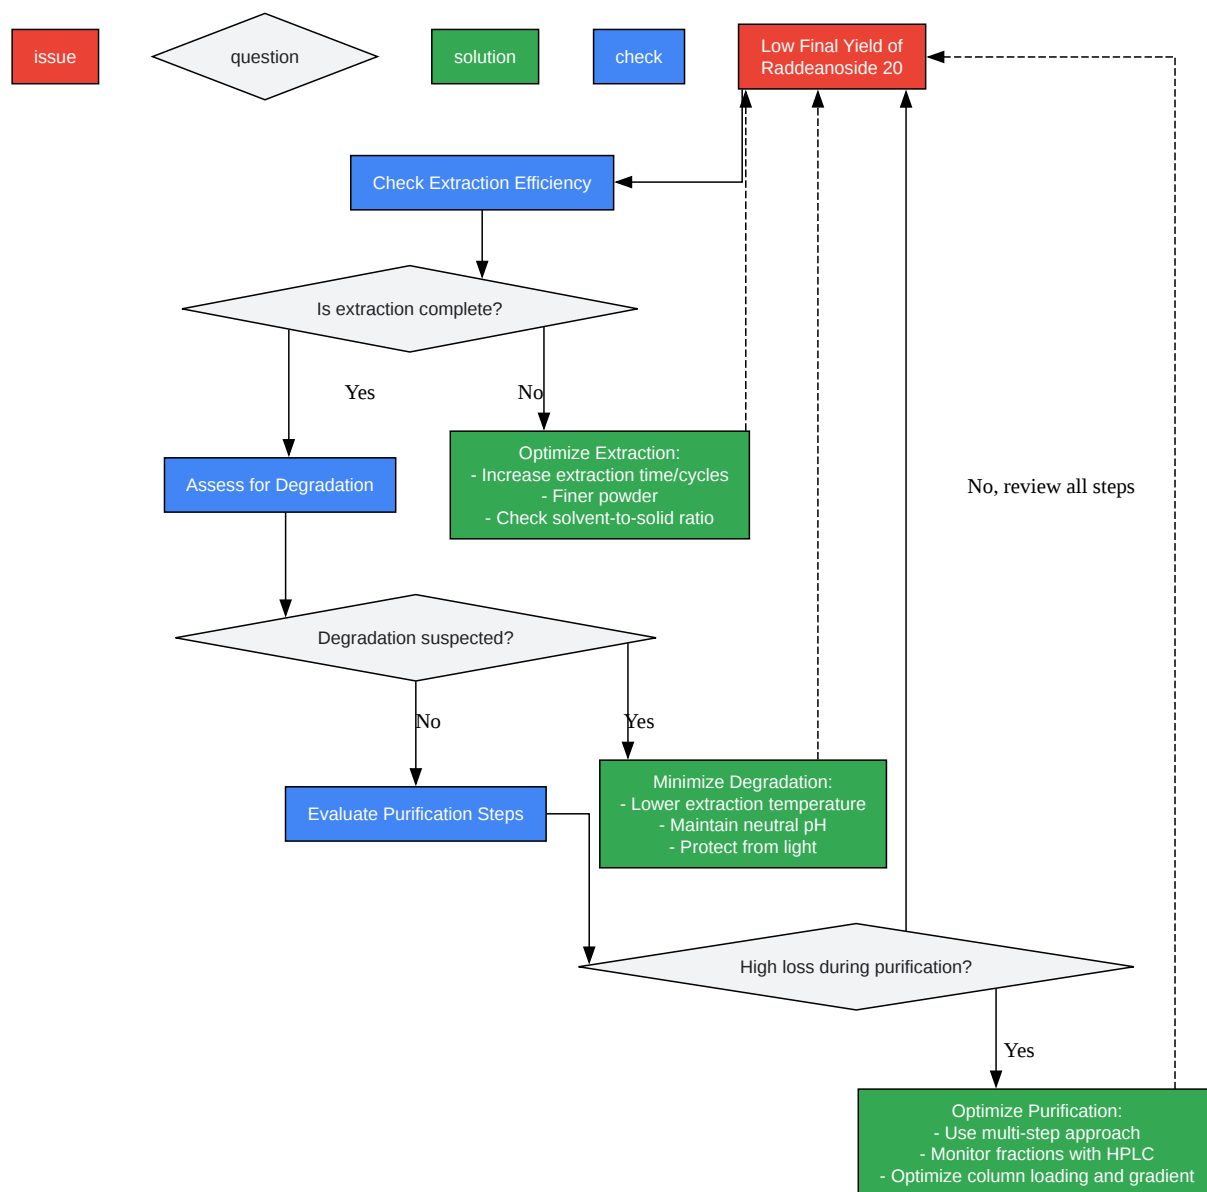 issue
question
solution
check
Low Final Yield of
Raddeanoside 20
Check Extraction Efficiency
Is extraction complete?
Yes
No
Optimize Extraction:
- Increase extraction time/cycles
- Finer powder
- Check solvent-to-solid ratio
Assess for Degradation
No, review all steps
Degradation suspected?
No
Yes
Minimize Degradation:
- Lower extraction temperature
- Maintain neutral pH
- Protect from light
Evaluate Purification Steps
High loss during purification?
Yes
Optimize Purification:
- Use multi-step approach
- Monitor fractions with HPLC
- Optimize column loading and gradient